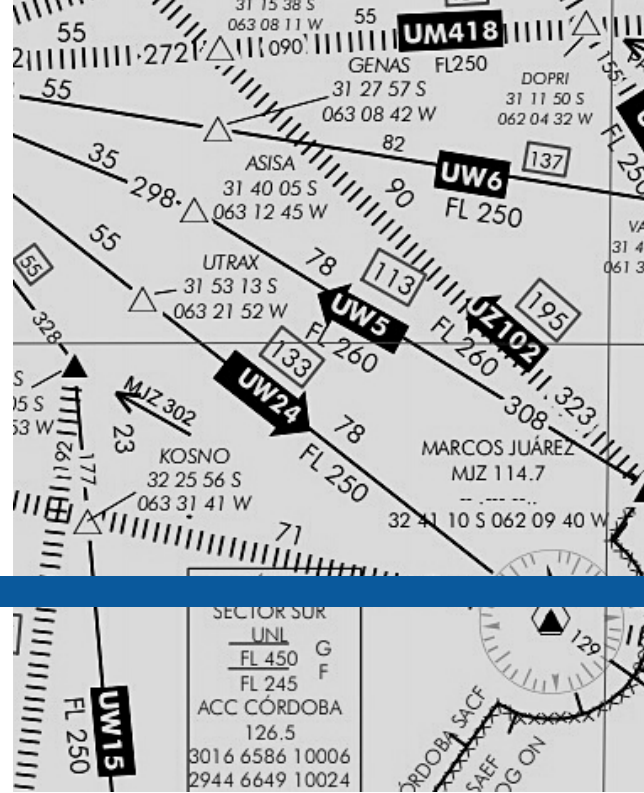 31 15 38 S
063 08 11 W
55
55
272
090
UM418
FL250
GENAS
31 27 57 S
063 08 42 W
DOPRI
31 11 50 S
062 04 32 W
155
55
82
137
UW6
FL 250
35
298
ASISA
31 40 05 S
063 12 45 W
90
55
UTRAX
31 53 13 S
063 21 52 W
78
113
UW5
FL 260
195
UZ102
FL 260
55
328
133
UW24
FL 250
78
308
323
MJZ 302
23
177
KOSNO
32 25 56 S
063 31 41 W
MARCOS JUÁREZ
MJZ 114.7
-- .--- --..
32 41 10 S 062 09 40 W
71
SECTOR SUR
UNL
FL 450
FL 245
G
F
ACC CÓRDOBA
126.5
3016 6586 10006
2944 6649 10024
UW15
FL 250
129
ÓRDOBA SACF
SAEF
OG ON